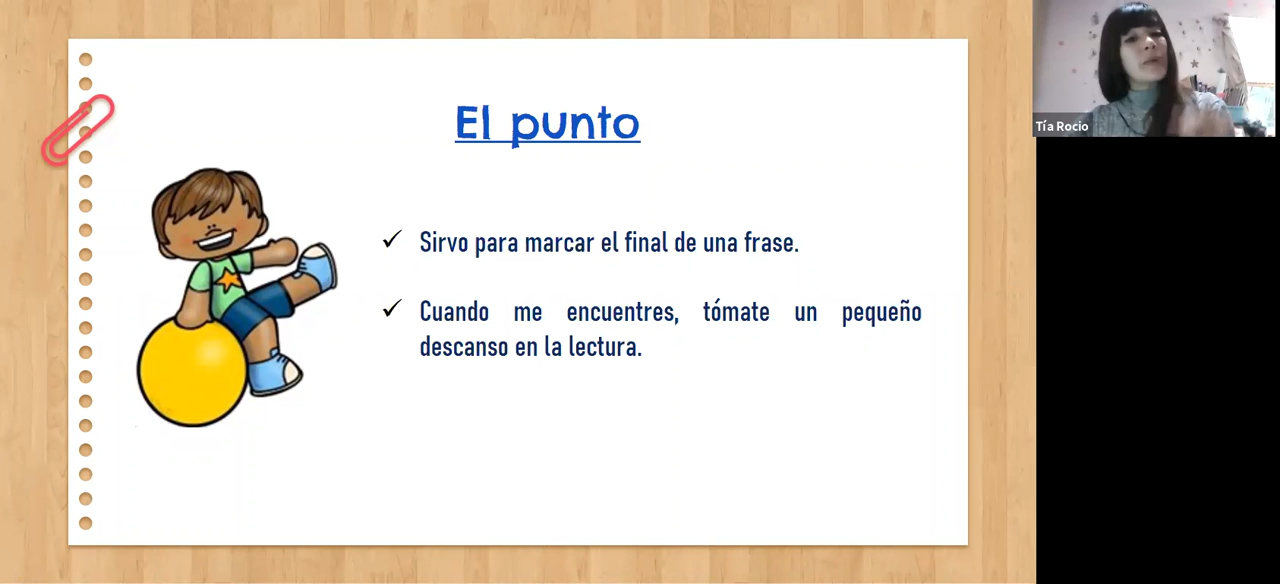 El punto
Sirvo para marcar el final de una frase.
Cuando me encuentres, tómate un pequeño
descanso en la lectura.
Tía Rocio